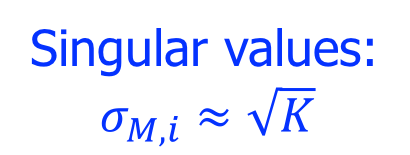 Singular values:
σ_{M,i} ≈ √K